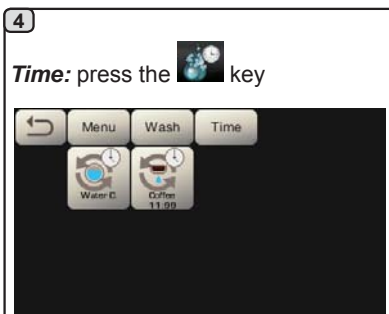 4
Time: press the key
Menu Wash Time
Water C Coffee
11.00